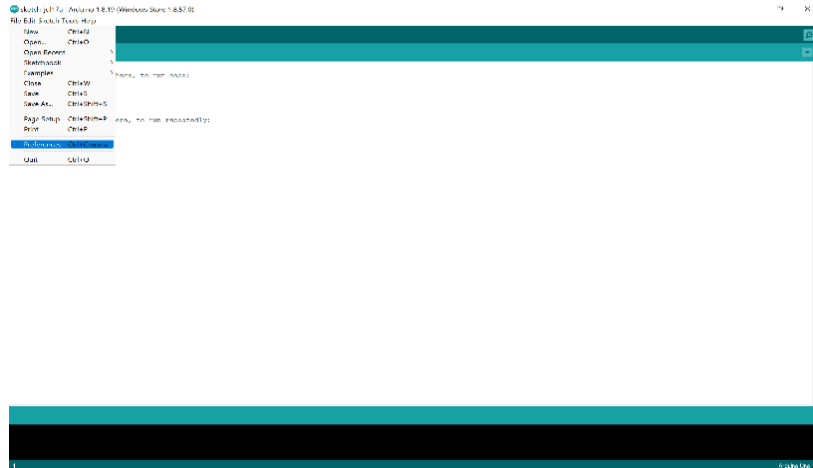 sketch_jul17a | Arduino 1.8.19 (Windows Store 1.8.57.0)
File Edit Sketch Tools Help
New Ctrl+N
Open... Ctrl+O
Open Recent
Sketchbook
Examples
here, to run once:
Close Ctrl+W
Save Ctrl+S
Save As... Ctrl+Shift+S
Page Setup Ctrl+Shift+P
here, to run repeatedly:
Print Ctrl+P
Preferences Ctrl+Comma
Quit Ctrl+Q
1
Arduino Uno